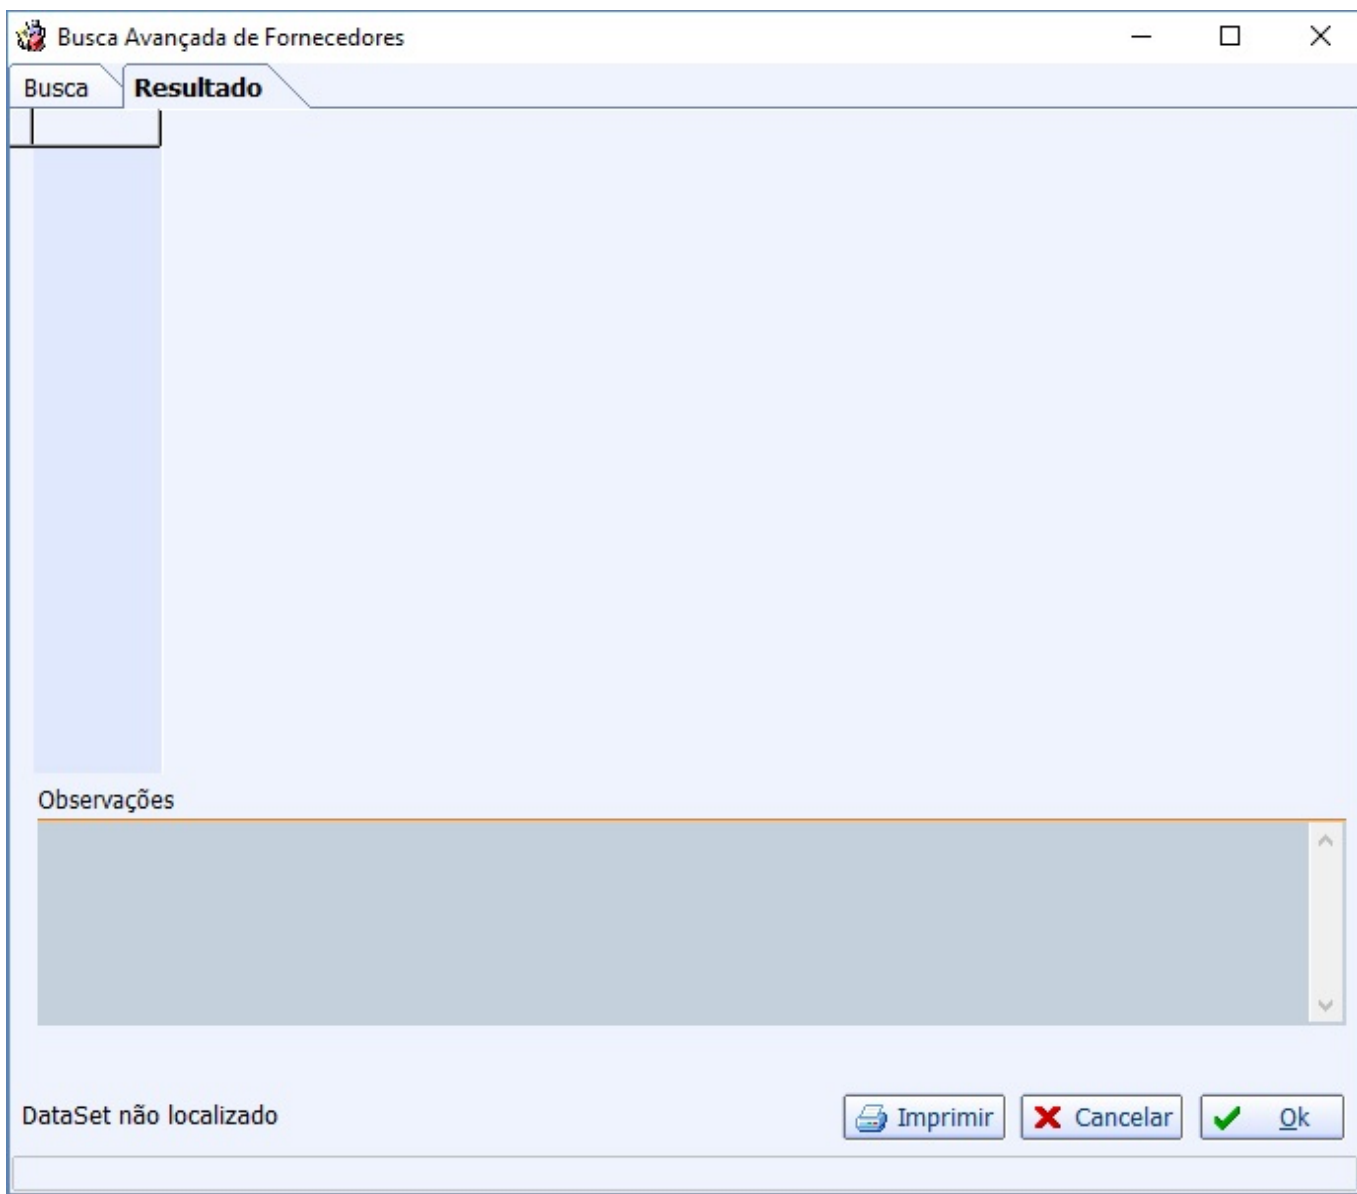 Busca Avançada de Fornecedores
Busca Resultado
Observações
DataSet não localizado Imprimir Cancelar Ok